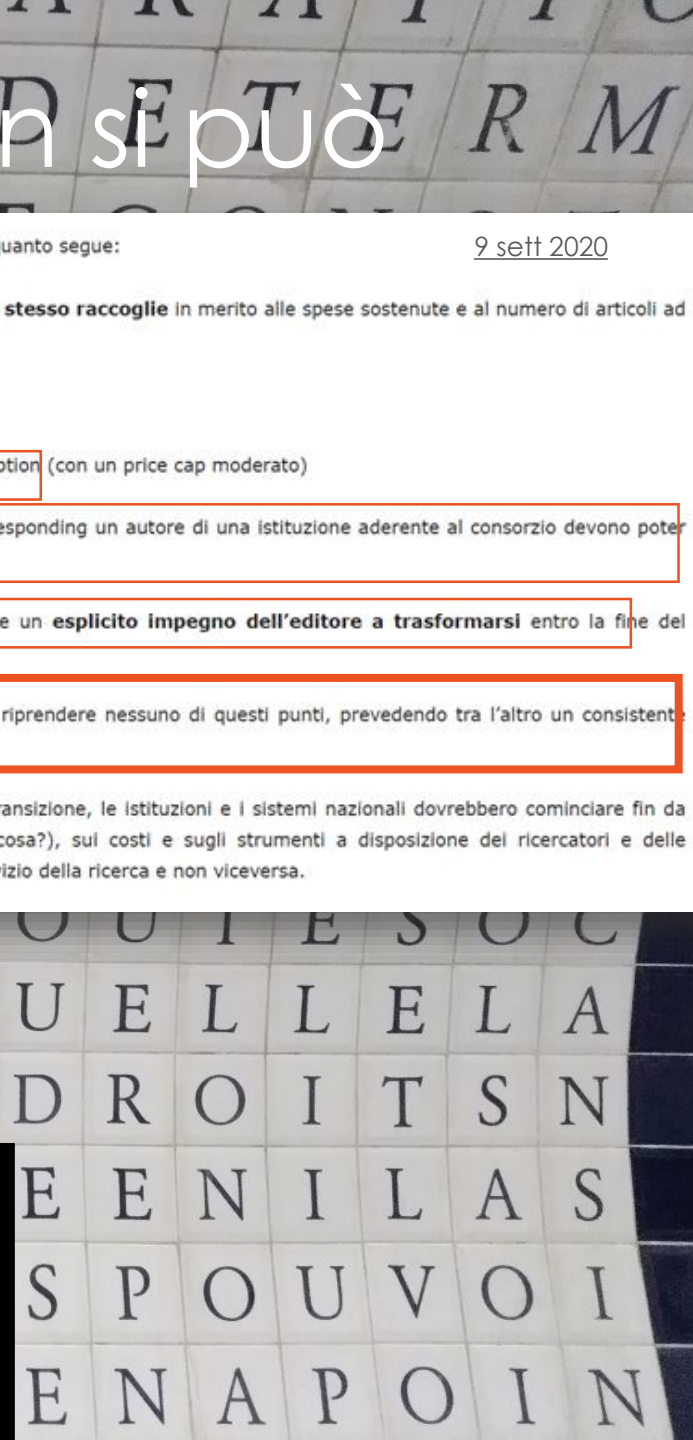 D E T E R M
n si può
uanto segue:
9 sett 2020
stesso raccoglie in merito alle spese sostenute e al numero di articoli ad
ption (con un price cap moderato)
esponding un autore di una istituzione aderente al consorzio devono poter
e un esplicito impegno dell'editore a trasformarsi entro la fine del
riprendere nessuno di questi punti, prevedendo tra l'altro un consistente
ransizione, le istituzioni e i sistemi nazionali dovrebbero cominciare fin da
cosa?), sui costi e sugli strumenti a disposizione dei ricercatori e delle
vizio della ricerca e non viceversa.
O U T E S O C
U E L L E L A
D R O I T S N
E E N I L A S
S P O U V O I
E N A P O I N